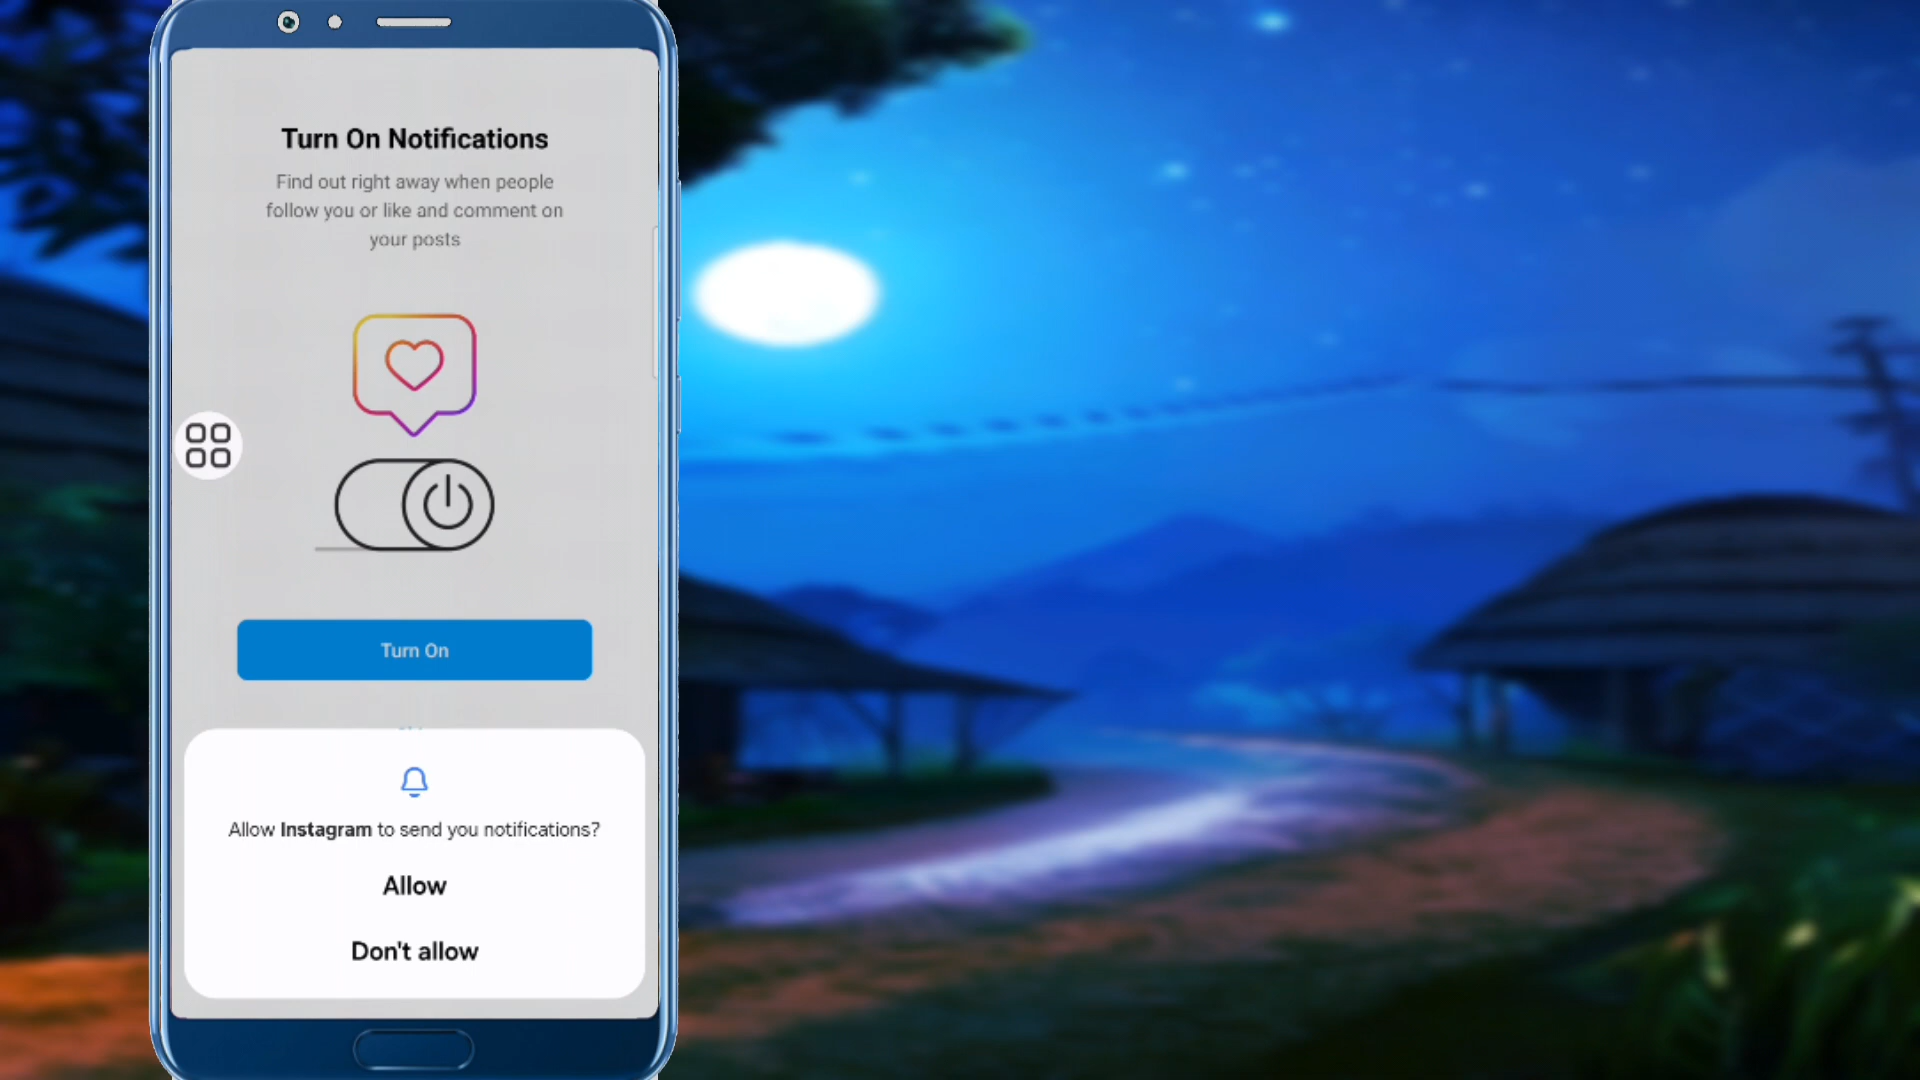 Turn On Notifications
Find out right away when people
follow you or like and comment on
your posts
Turn On
Allow Instagram to send you notifications?
Allow
Don't allow